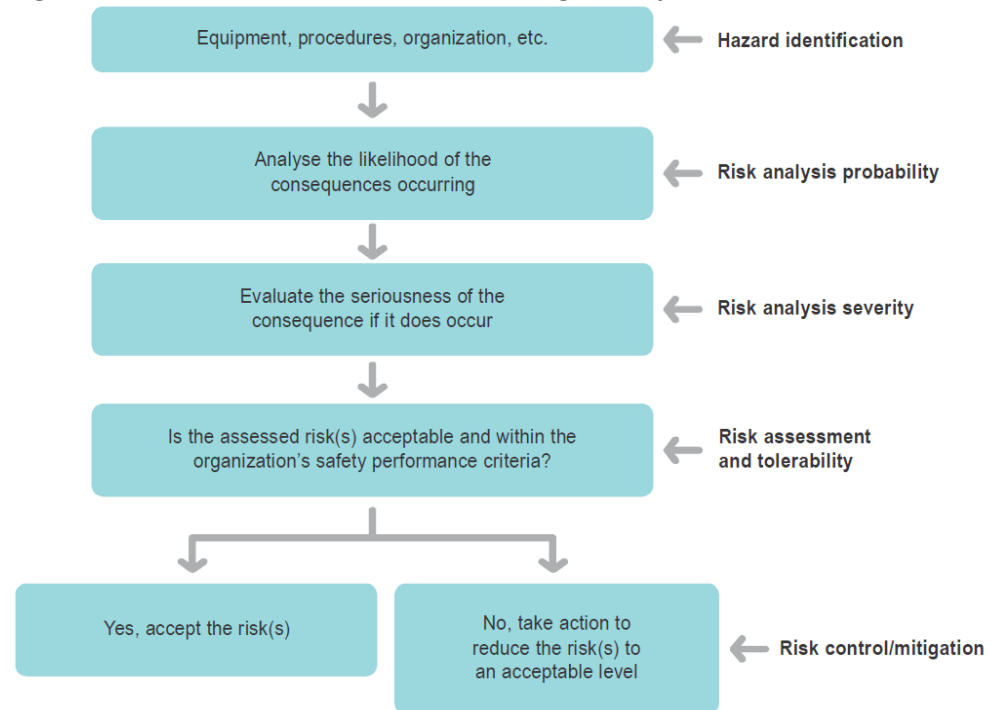 Equipment, procedures, organization, etc.
Hazard identification
Analyse the likelihood of the
consequences occurring
Risk analysis probability
Evaluate the seriousness of the
consequence if it does occur
Risk analysis severity
Is the assessed risk(s) acceptable and within the
organization’s safety performance criteria?
Risk assessment
and tolerability
Yes, accept the risk(s)
No, take action to
reduce the risk(s) to
an acceptable level
Risk control/mitigation